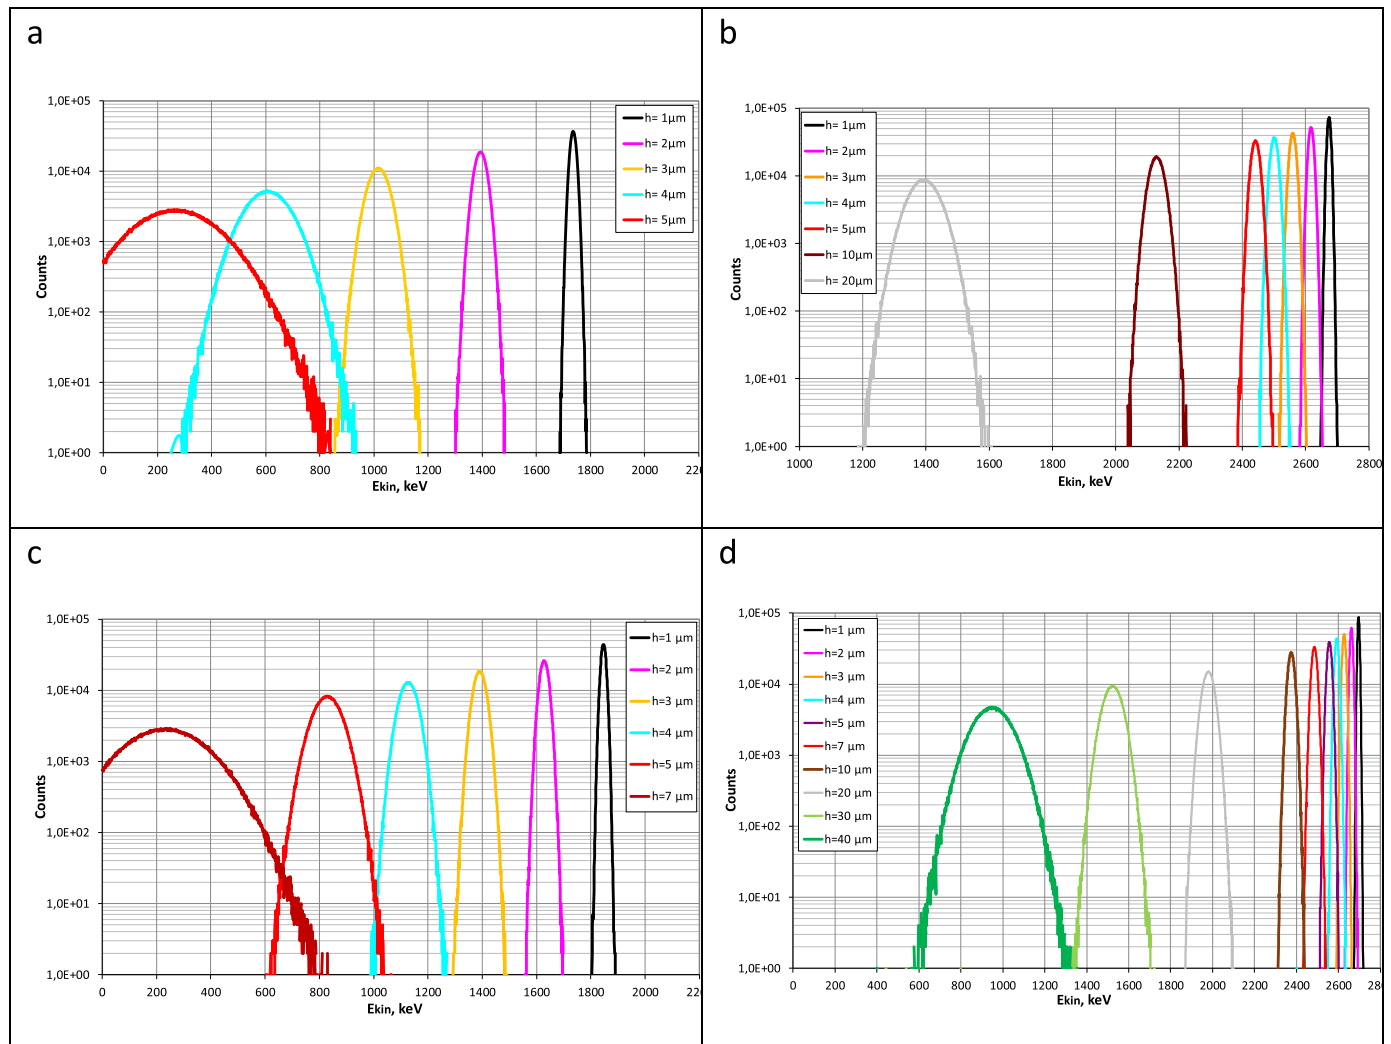 a
1,0E+05
1,0E+04
1,0E+03
1,0E+02
1,0E+01
1,0E+00
Counts
0 200 400 600 800 1000 1200 1400 1600 1800 2000 220
Ekin, keV
h= 1µm
h= 2µm
h= 3µm
h= 4µm
h= 5µm
b
1,0E+05
1,0E+04
1,0E+03
1,0E+02
1,0E+01
1,0E+00
Counts
1000 1200 1400 1600 1800 2000 2200 2400 2600 2800
Ekin, keV
h= 1µm
h= 2µm
h= 3µm
h= 4µm
h= 5µm
h= 10µm
h= 20µm
c
1,0E+05
1,0E+04
1,0E+03
1,0E+02
1,0E+01
1,0E+00
Counts
0 200 400 600 800 1000 1200 1400 1600 1800 2000 220
Ekin, keV
h=1 µm
h=2 µm
h=3 µm
h=4 µm
h=5 µm
h=7 µm
d
1,0E+05
1,0E+04
1,0E+03
1,0E+02
1,0E+01
1,0E+00
Counts
0 200 400 600 800 1000 1200 1400 1600 1800 2000 2200 2400 2600 280
Ekin, keV
h=1 µm
h=2 µm
h=3 µm
h=4 µm
h=5 µm
h=7 µm
h=10 µm
h=20 µm
h=30 µm
h=40 µm